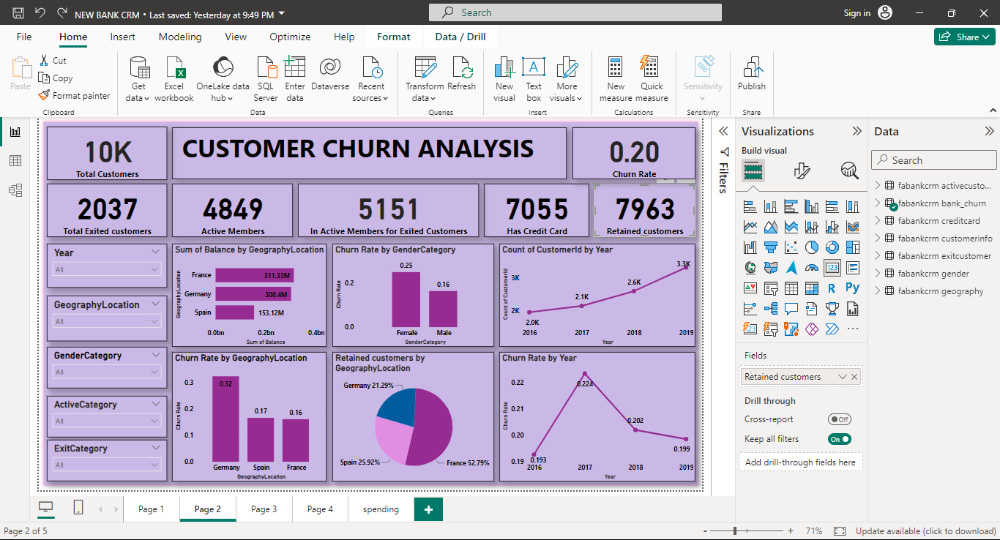 NEW BANK CRM • Last saved: Yesterday at 9:49 PM
Search
Sign in
File
Home
Insert
Modeling
View
Optimize
Help
Format
Data / Drill
Share
Paste
Cut
Copy
Format painter
Clipboard
Get data
Excel workbook
OneLake data hub
SQL Server
Enter data
Dataverse
Recent sources
Data
Transform data
Refresh
Queries
New visual
Text box
More visuals
Insert
New measure
Quick measure
Calculations
Sensitivity
Sensitivity
Publish
Share
10K
Total Customers
CUSTOMER CHURN ANALYSIS
0.20
Churn Rate
2037
Total Exited customers
4849
Active Members
5151
In Active Members for Exited Customers
7055
Has Credit Card
7963
Retained customers
Year
All
GeographyLocation
All
GenderCategory
All
ActiveCategory
All
ExitCategory
All
Sum of Balance by GeographyLocation
GeographyLocation
France
311.33M
Germany
300.4M
Spain
153.12M
0.0bn
0.2bn
0.4bn
Sum of Balance
Churn Rate by GenderCategory
Churn Rate
0.2
0.0
0.25
0.16
Female
Male
GenderCategory
Count of CustomerId by Year
Count of CustomerId
3K
2K
2.0K
2.1K
2.6K
3.3K
2016
2017
2018
2019
Year
Churn Rate by GeographyLocation
Churn Rate
0.3
0.2
0.1
0.0
0.32
0.17
0.16
Germany
Spain
France
GeographyLocation
Retained customers by
GeographyLocation
Germany 21.29%
Spain 25.92%
France 52.79%
Churn Rate by Year
Churn Rate
0.22
0.21
0.20
0.19
0.193
0.224
0.202
0.199
2016
2017
2018
2019
Year
Filters
Visualizations
Build visual
123
R
Py
123
Fields
Retained customers
Drill through
Cross-report
Off
Keep all filters
On
Add drill-through fields here
Data
Search
fabankcrm activecusto...
fabankcrm bank_churn
fabankcrm creditcard
fabankcrm customerinfo
fabankcrm exitcustomer
fabankcrm gender
fabankcrm geography
Page 1
Page 2
Page 3
Page 4
spending
Page 2 of 5
71%
Update available (click to download)